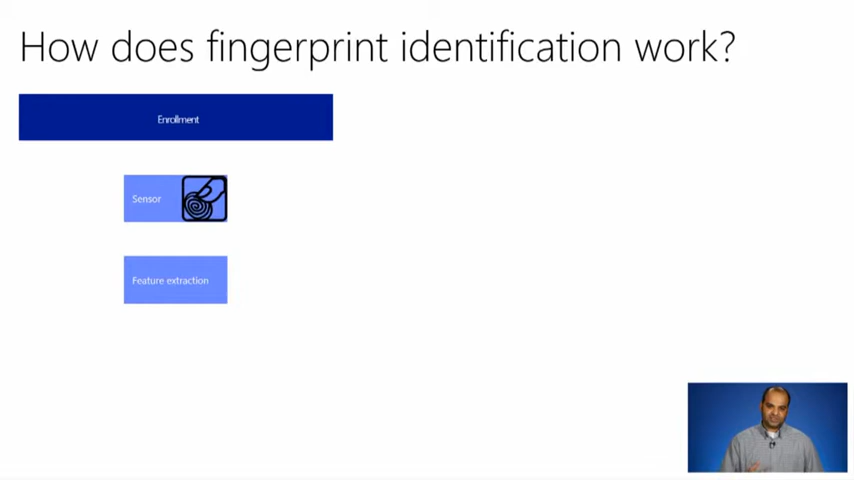 How does fingerprint identification work?
Enrollment
Sensor
Feature extraction